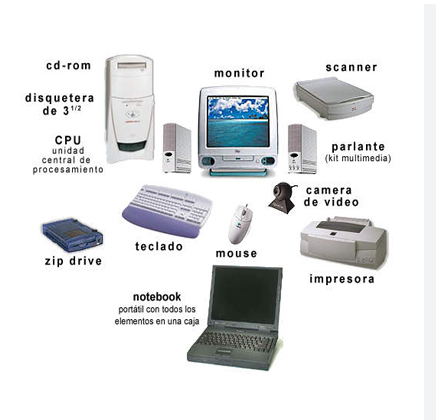 cd-rom
disquetera
de 3 1/2
CPU
unidad
central de
procesamiento
monitor
scanner
parlante
(kit multimedia)
camera
de video
zip drive
teclado
mouse
impresora
notebook
portátil con todos los
elementos en una caja